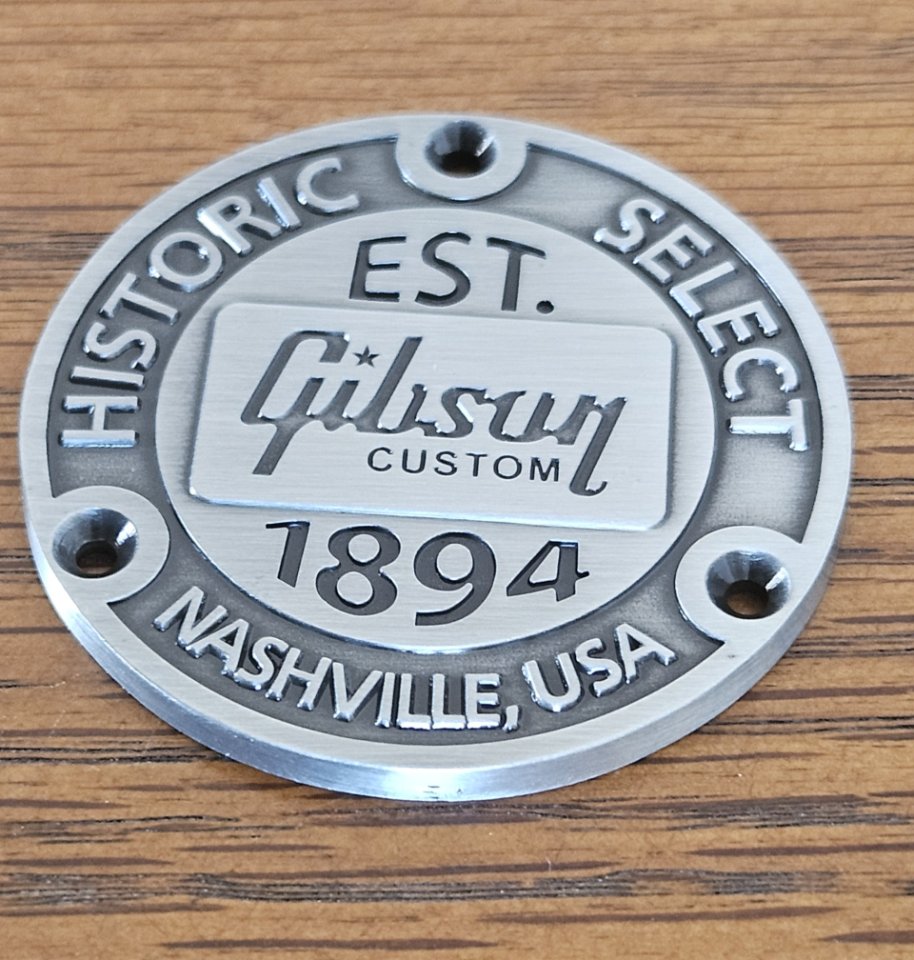 HISTORIC SELECT
EST.
Gibson
CUSTOM
1894
NASHVILLE, USA